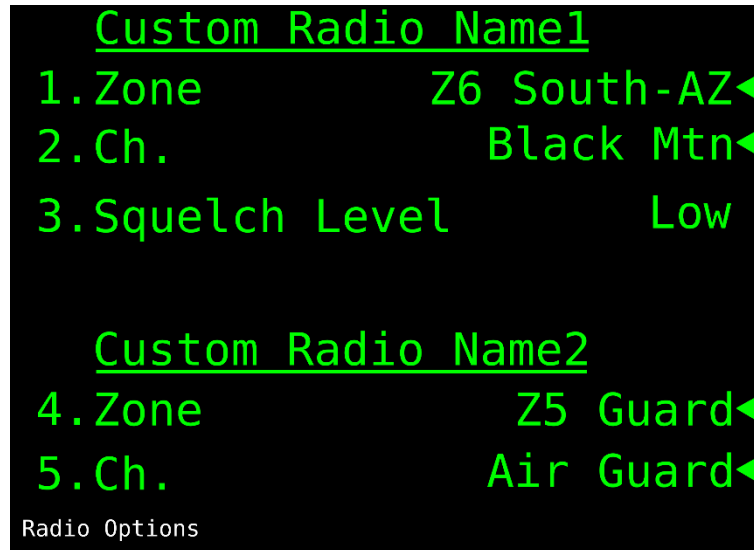 Custom Radio Name1
1.Zone Z6 South-AZ
2.Ch. Black Mtn
3.Squelch Level Low
Custom Radio Name2
4.Zone Z5 Guard
5.Ch. Air Guard
Radio Options